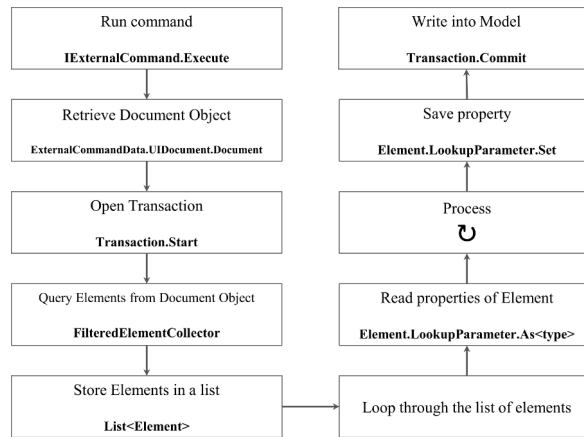 Run command
IExternalCommand.Execute
Retrieve Document Object
ExternalCommandData.UIDocument.Document
Open Transaction
Transaction.Start
Query Elements from Document Object
FilteredElementCollector
Store Elements in a list
List<Element>
Loop through the list of elements
Read properties of Element
Element.LookupParameter.As<type>
Process
Save property
Element.LookupParameter.Set
Write into Model
Transaction.Commit